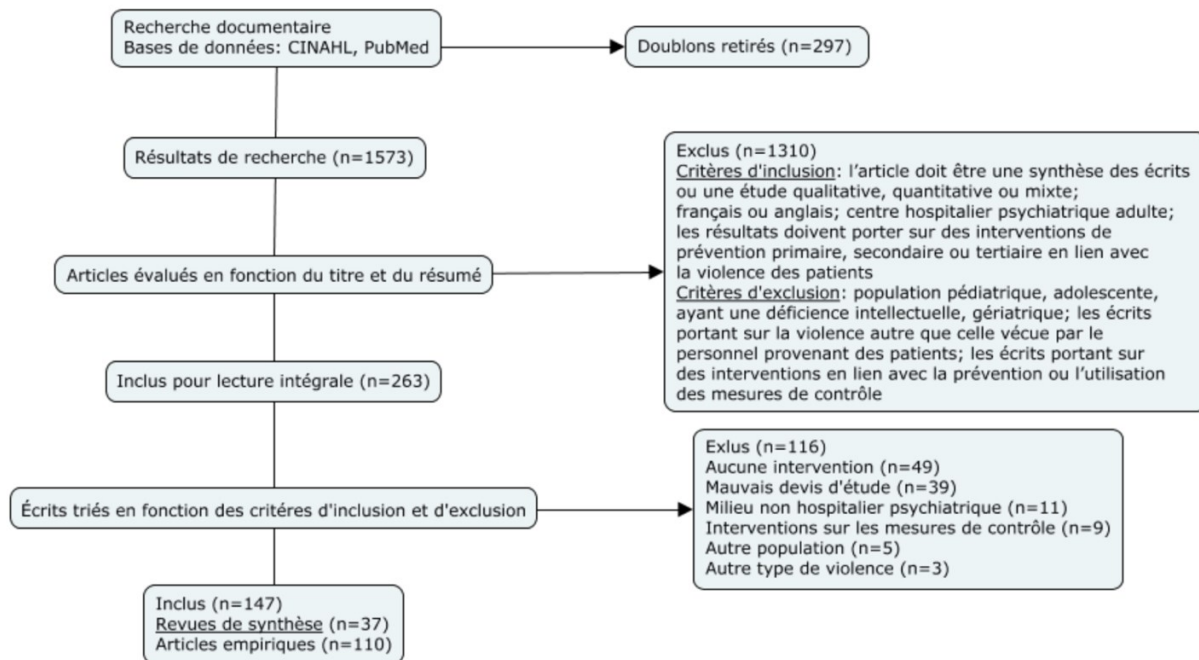 Recherche documentaire
Bases de données: CINAHL, PubMed
Doublons retirés (n=297)
Résultats de recherche (n=1573)
Exclus (n=1310)
Critères d'inclusion: l'article doit être une synthèse des écrits
ou une étude qualitative, quantitative ou mixte;
français ou anglais; centre hospitalier psychiatrique adulte;
les résultats doivent porter sur des interventions de
prévention primaire, secondaire ou tertiaire en lien avec
la violence des patients
Critères d'exclusion: population pédiatrique, adolescente,
ayant une déficience intellectuelle, gériatrique; les écrits
portant sur la violence autre que celle vécue par le
personnel provenant des patients; les écrits portant sur
des interventions en lien avec la prévention ou l'utilisation
des mesures de contrôle
Articles évalués en fonction du titre et du résumé
Inclus pour lecture intégrale (n=263)
Exlus (n=116)
Aucune intervention (n=49)
Mauvais devis d'étude (n=39)
Milieu non hospitalier psychiatrique (n=11)
Interventions sur les mesures de contrôle (n=9)
Autre population (n=5)
Autre type de violence (n=3)
Écrits triés en fonction des critéres d'inclusion et d'exclusion
Inclus (n=147)
Revues de synthèse (n=37)
Articles empiriques (n=110)